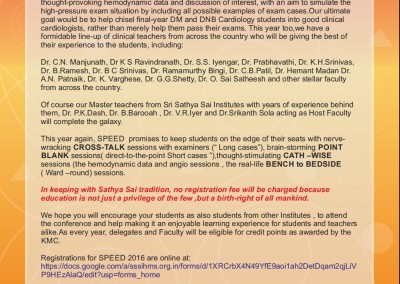 thought-provoking hemodynamic data and discussion of interest, with an aim to simulate the
high-pressure exam situation by including all possible examples of exam cases.Our ultimate
goal would be to help chisel final-year DM and DNB Cardiology students into good clinical
cardiologists, rather than merely help them pass their exams. This year too,we have a
formidable line-up of clinical teachers from across the country who will be giving the best of
their experience to the students, including:
Dr. C.N. Manjunath, Dr K S Ravindranath, Dr. S.S. Iyengar, Dr. Prabhavathi, Dr. K.H.Srinivas,
Dr. B.Ramesh, Dr B C Srinivas, Dr. Ramamurthy Bingi, Dr. C.B.Patil, Dr. Hemant Madan Dr.
A.N. Patnaik, Dr. K. Varghese, Dr. G.G.Shetty, Dr. O. Sai Satheesh and other stellar faculty
from across the country.
Of course our Master teachers from Sri Sathya Sai Institutes with years of experience behind
them, Dr. P.K.Dash, Dr. B.Barooah , Dr. V.R.Iyer and Dr.Srikanth Sola acting as Host Faculty
will complete the galaxy.
This year again, SPEED promises to keep students on the edge of their seats with nerve-
wracking CROSS-TALK sessions with examiners (“ Long cases”), brain-storming POINT
BLANK sessions( direct-to-the-point Short cases ”),thought-stimulating CATH –WISE
sessions (the hemodynamic data and angio sessions , the real-life BENCH to BEDSIDE
( Ward –round) sessions.
In keeping with Sathya Sai tradition, no registration fee will be charged because
education is not just a privilege of the few ,but a birth-right of all mankind.
We hope you will encourage your students as also students from other Institutes , to attend
the conference and help making it an enjoyable learning experience for students and teachers
alike.As every year, delegates and Faculty will be eligible for credit points as awarded by the
KMC.
Registrations for SPEED 2016 are online at:
https://docs.google.com/a/sssihms.org.in/forms/d/1XRCrbX4N49YfE9aoi1ah2DetDqam2qjLiV
P9HEzAlaQ/edit?usp=forms_home